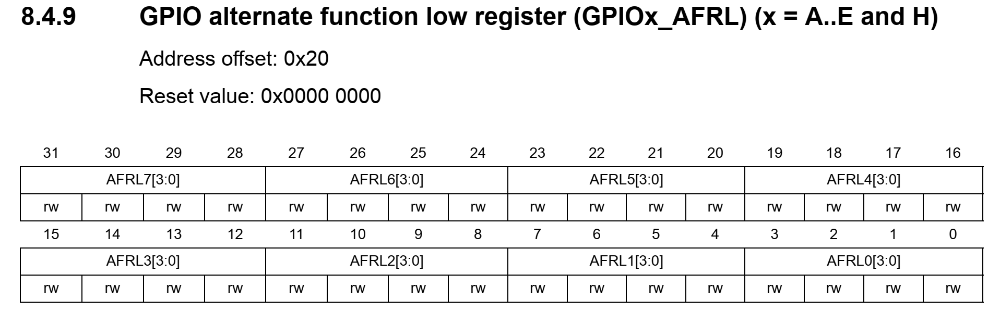 8.4.9 GPIO alternate function low register (GPIOx_AFRL) (x = A..E and H)
Address offset: 0x20
Reset value: 0x0000 0000
31 30 29 28 27 26 25 24 23 22 21 20 19 18 17 16
AFRL7[3:0] AFRL6[3:0] AFRL5[3:0] AFRL4[3:0]
rw rw rw rw rw rw rw rw rw rw rw rw rw rw rw rw
15 14 13 12 11 10 9 8 7 6 5 4 3 2 1 0
AFRL3[3:0] AFRL2[3:0] AFRL1[3:0] AFRL0[3:0]
rw rw rw rw rw rw rw rw rw rw rw rw rw rw rw rw